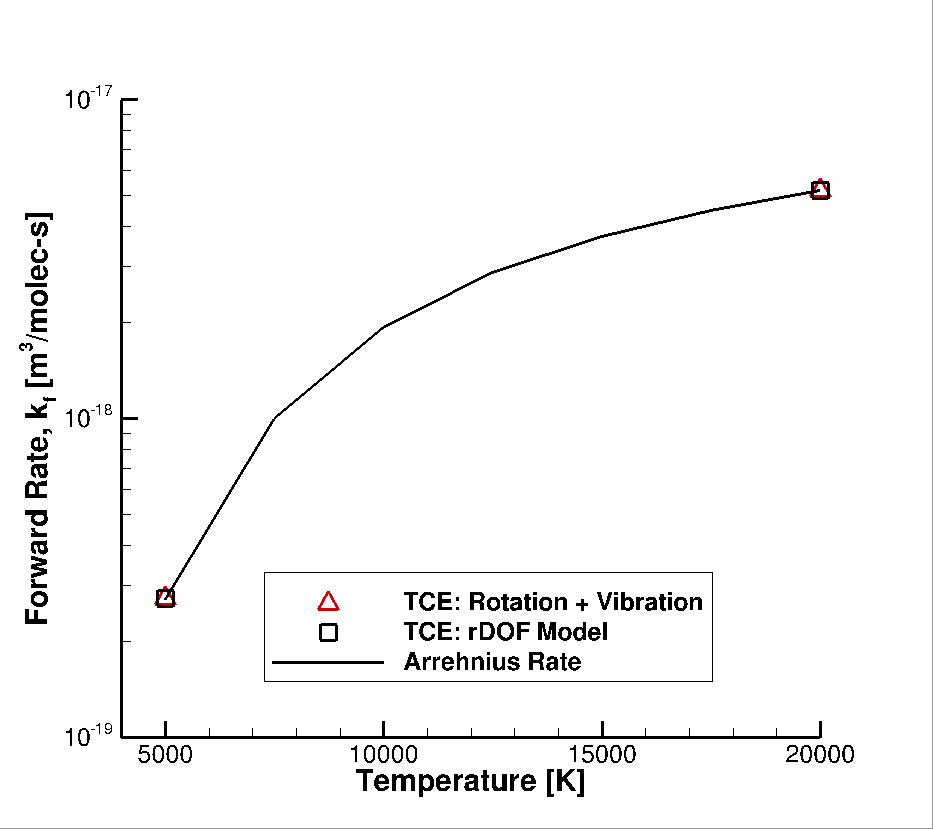 10-17
10-18
10-19
Forward Rate, kf [m3/molec-s]
TCE: Rotation + Vibration
TCE: rDOF Model
Arrehnius Rate
5000 10000 15000 20000
Temperature [K]